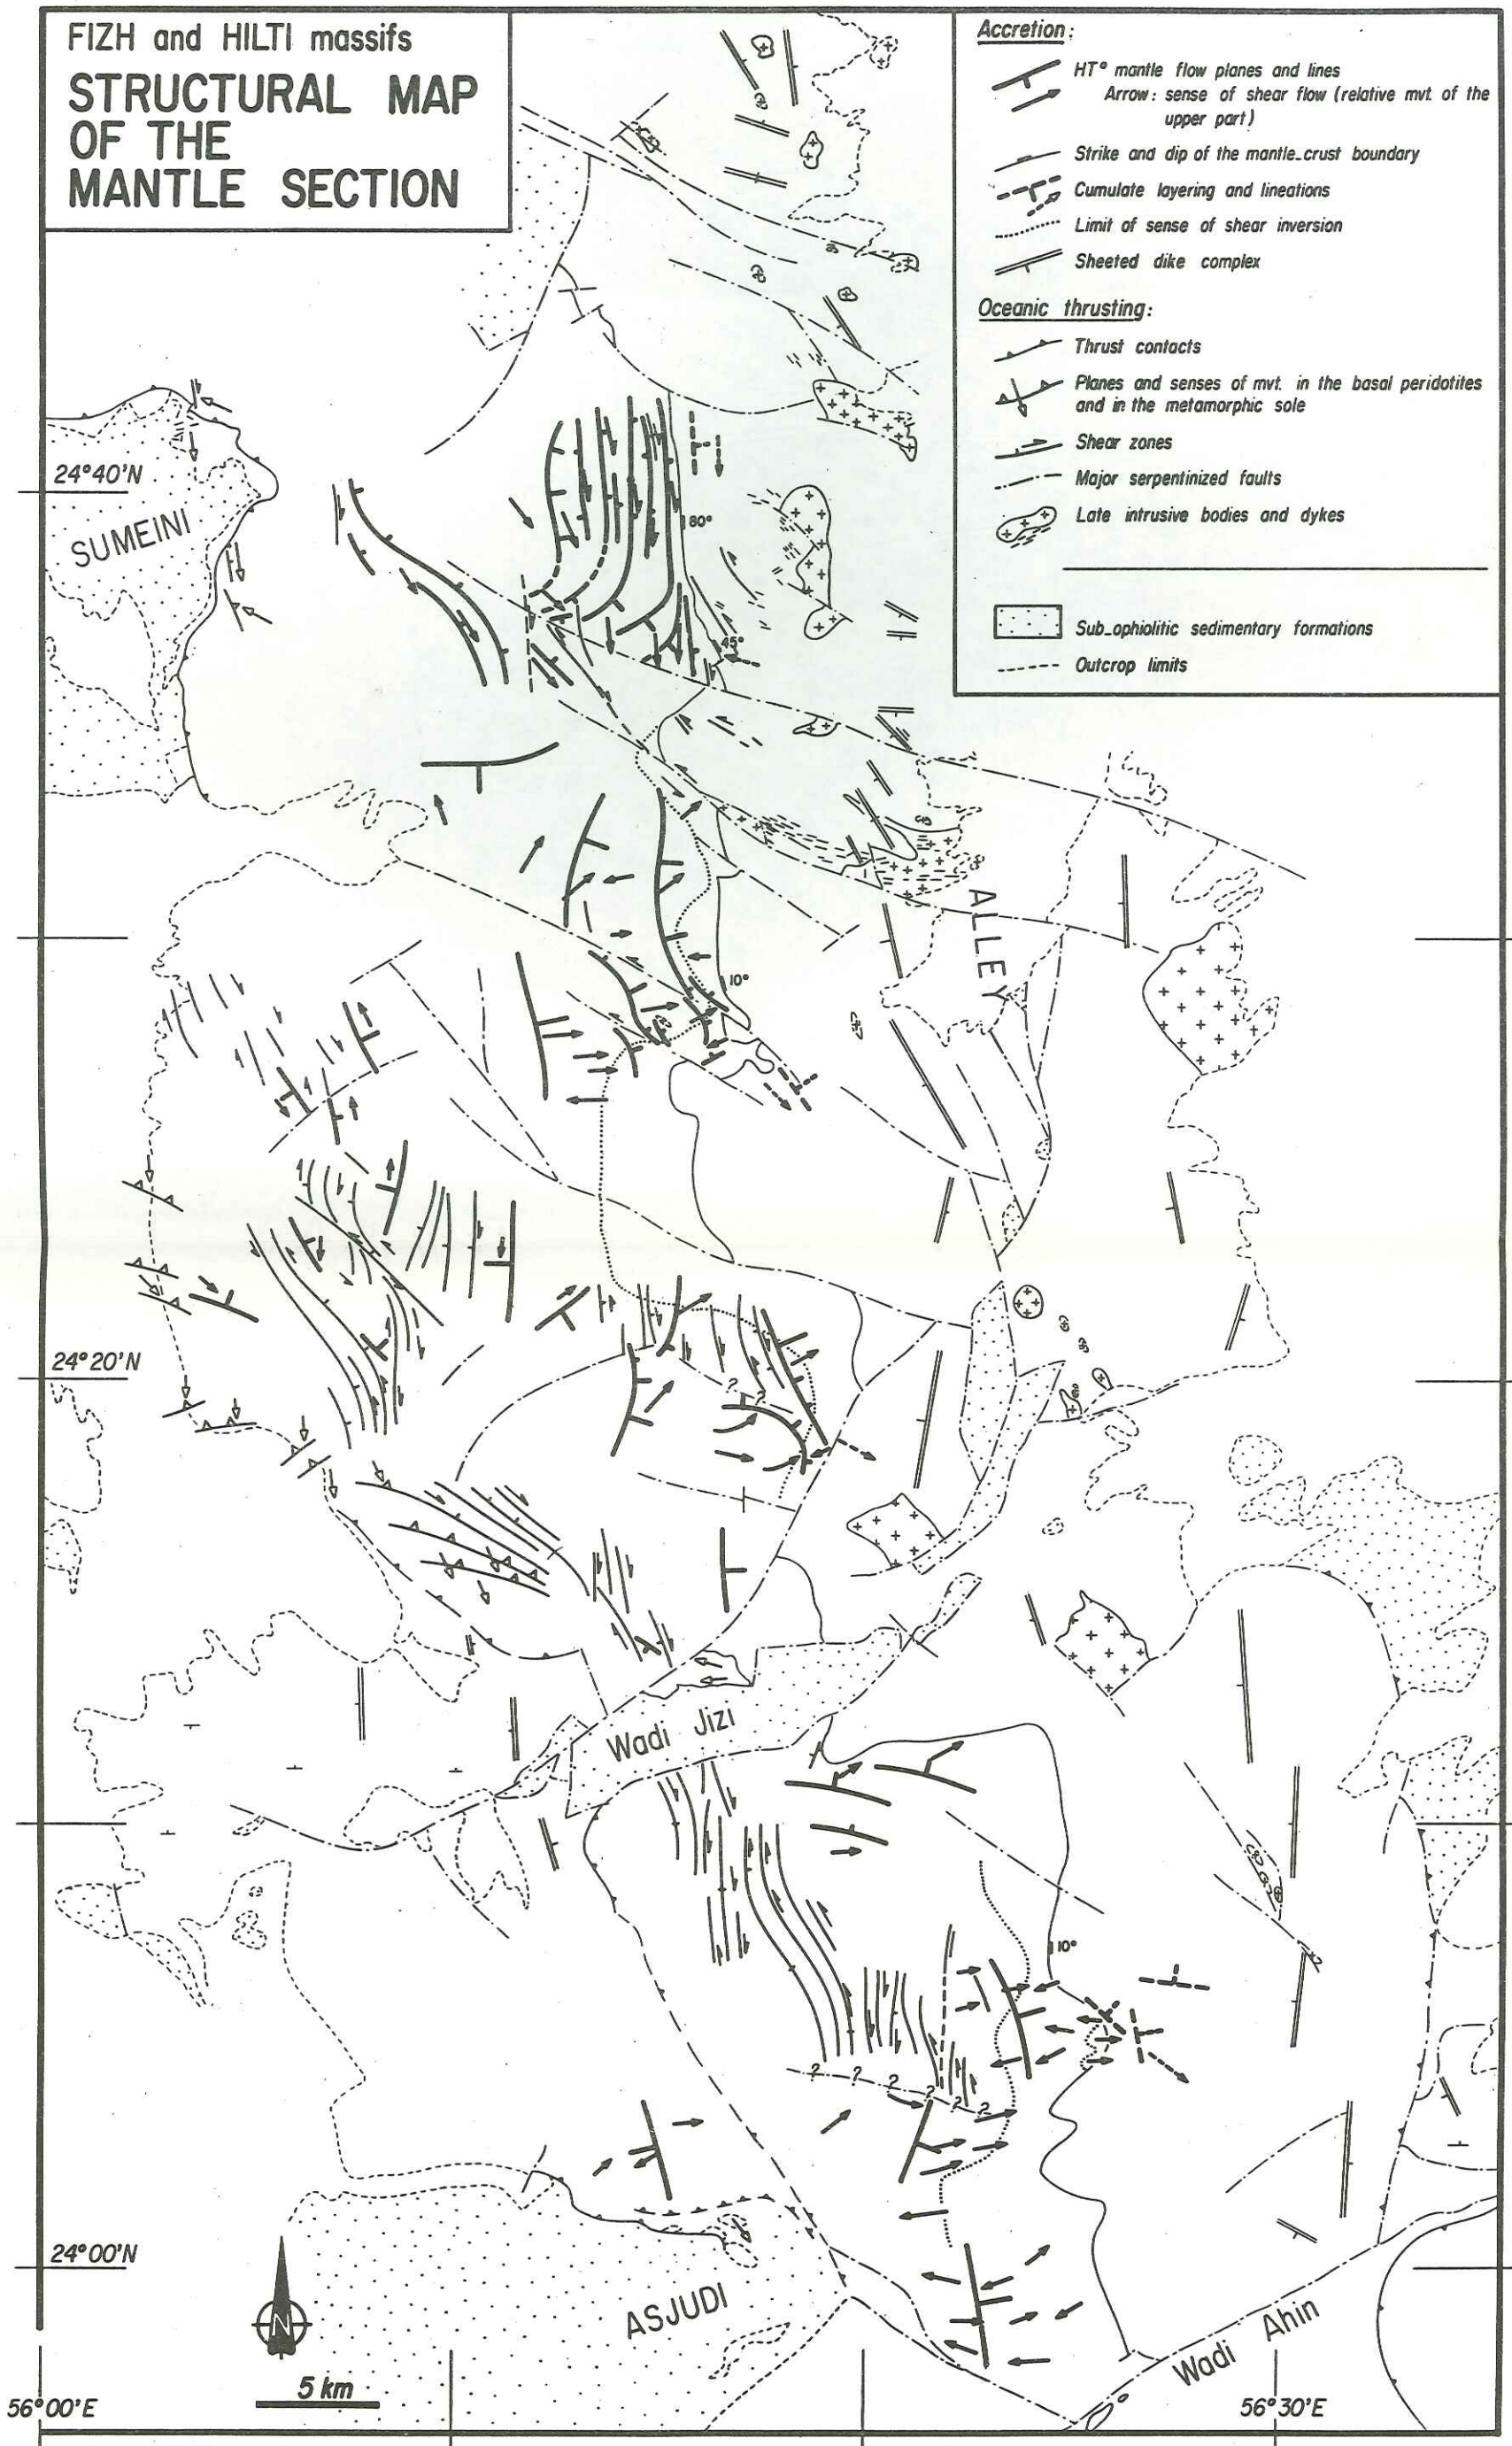 FIZH and HILTI massifs
STRUCTURAL MAP
OF THE
MANTLE SECTION
Accretion:
HT° mantle flow planes and lines
Arrow: sense of shear flow (relative mvt. of the
upper part)
Strike and dip of the mantle-crust boundary
Cumulate layering and lineations
Limit of sense of shear inversion
Sheeted dike complex
Oceanic thrusting:
Thrust contacts
Planes and senses of mvt. in the basal peridotites
and in the metamorphic sole
Shear zones
Major serpentinized faults
Late intrusive bodies and dykes
Sub-ophiolitic sedimentary formations
Outcrop limits
24°40'N
SUMEINI
80°
45°
ALLEY
10°
24°20'N
? ?
Wadi Jizi
10°
? ? ? ? ? ?
24°00'N
N
ASJUDI
Wadi Ahin
5 km
56°00'E
56°30'E